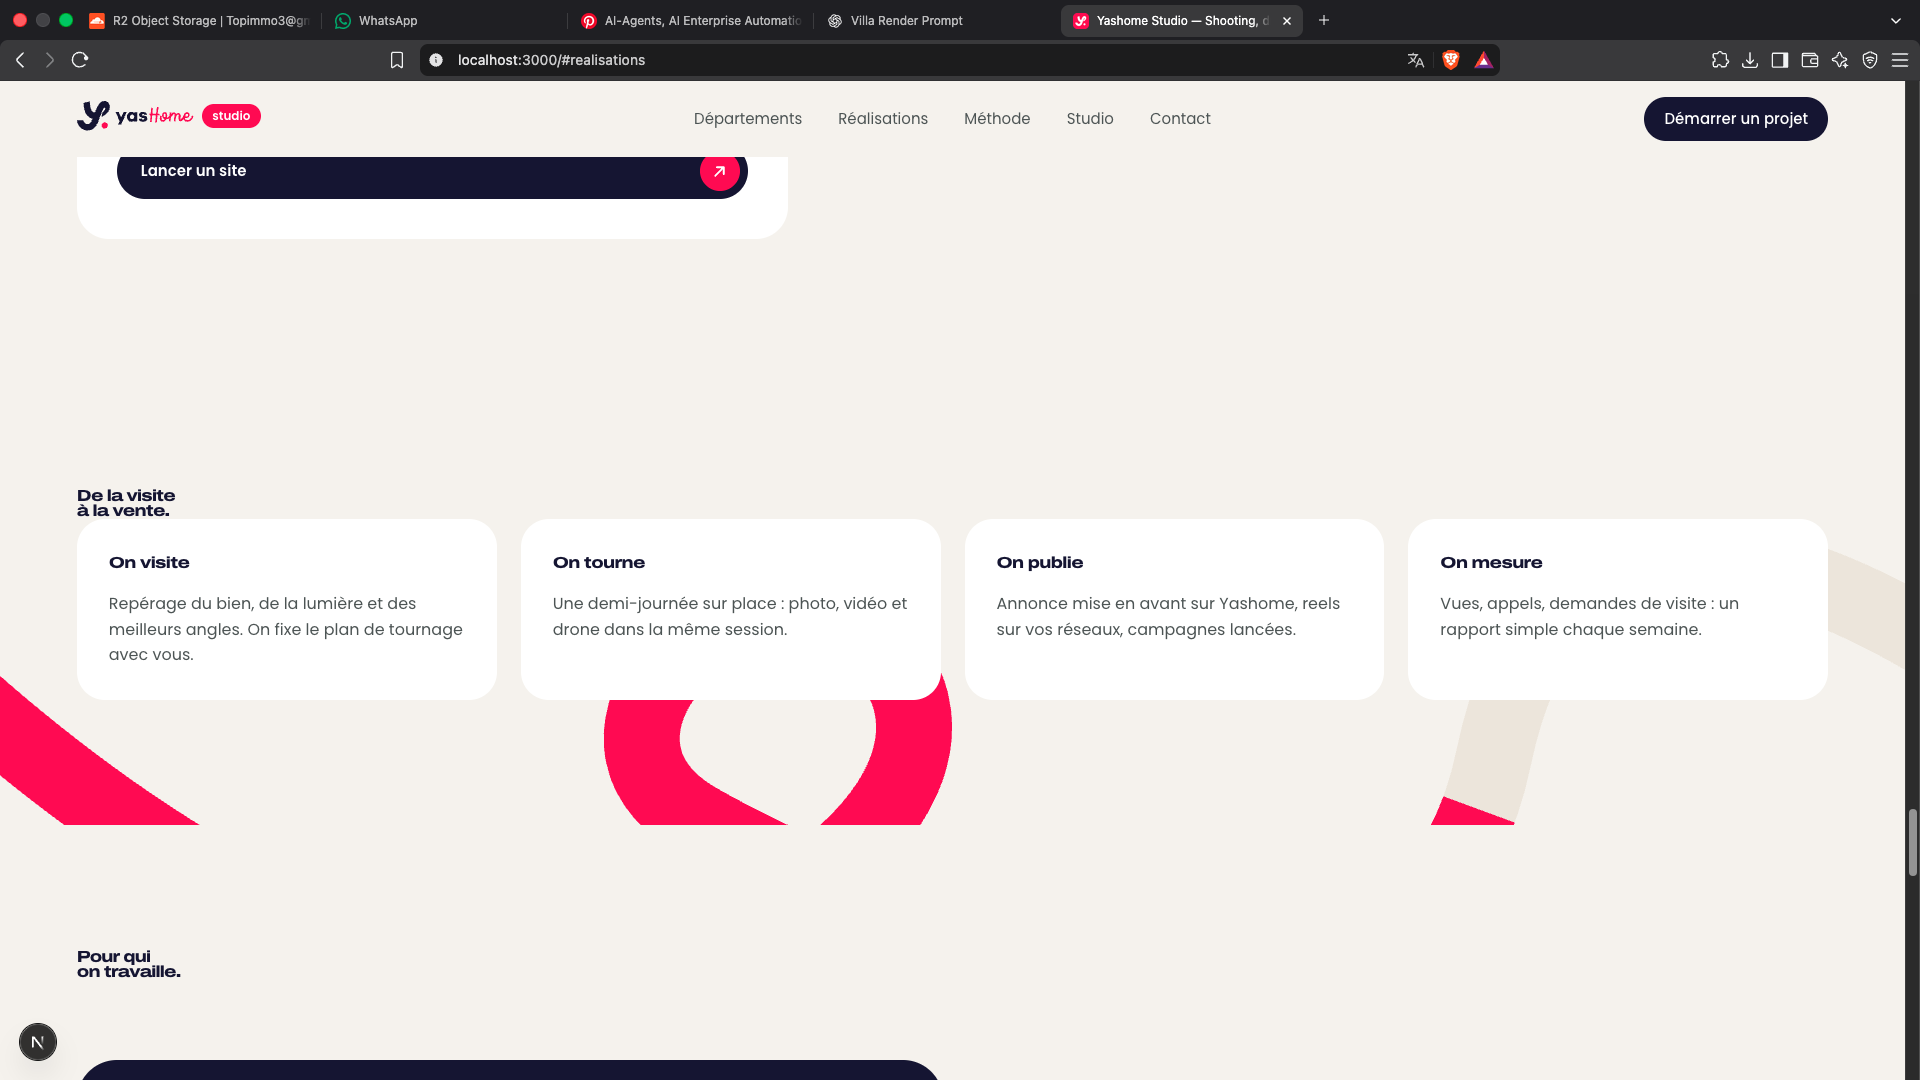 R2 Object Storage | Topimmo3@gm
WhatsApp
AI-Agents, AI Enterprise Automatio
Villa Render Prompt
Yashome Studio — Shooting, d
localhost:3000/#realisations
yasHome studio
Départements
Réalisations
Méthode
Studio
Contact
Démarrer un projet
Lancer un site
De la visite
à la vente.
On visite
Repérage du bien, de la lumière et des
meilleurs angles. On fixe le plan de tournage
avec vous.
On tourne
Une demi-journée sur place : photo, vidéo et
drone dans la même session.
On publie
Annonce mise en avant sur Yashome, reels
sur vos réseaux, campagnes lancées.
On mesure
Vues, appels, demandes de visite : un
rapport simple chaque semaine.
Pour qui
on travaille.